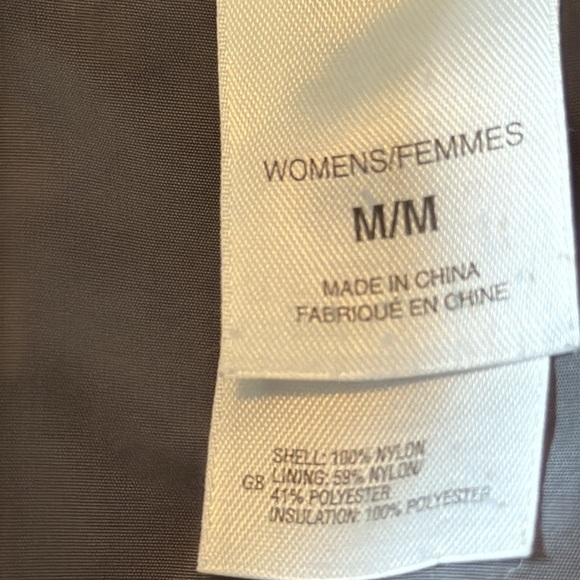 WOMENS/FEMMES
M/M
MADE IN CHINA
FABRIQUÉ EN CHINE
SHELL: 100% NYLON
GB LINING: 59% NYLON/
41% POLYESTER
INSULATION: 100% POLYESTER